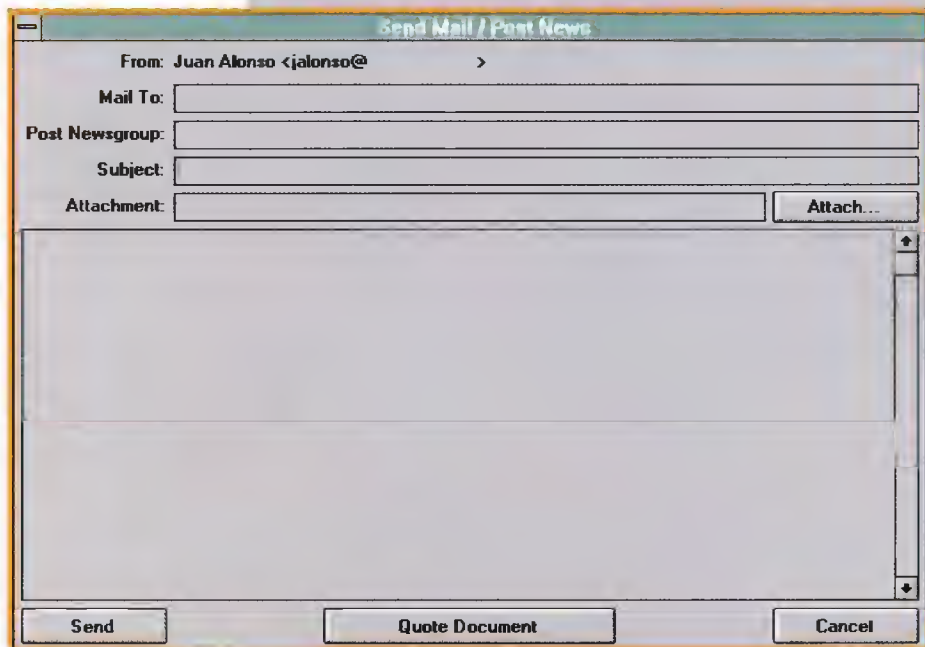 Send Mail / Post News
From: Juan Alonso <jalonso@ >
Mail To:
Post Newsgroup:
Subject:
Attachment:
Attach...
Send
Quote Document
Cancel